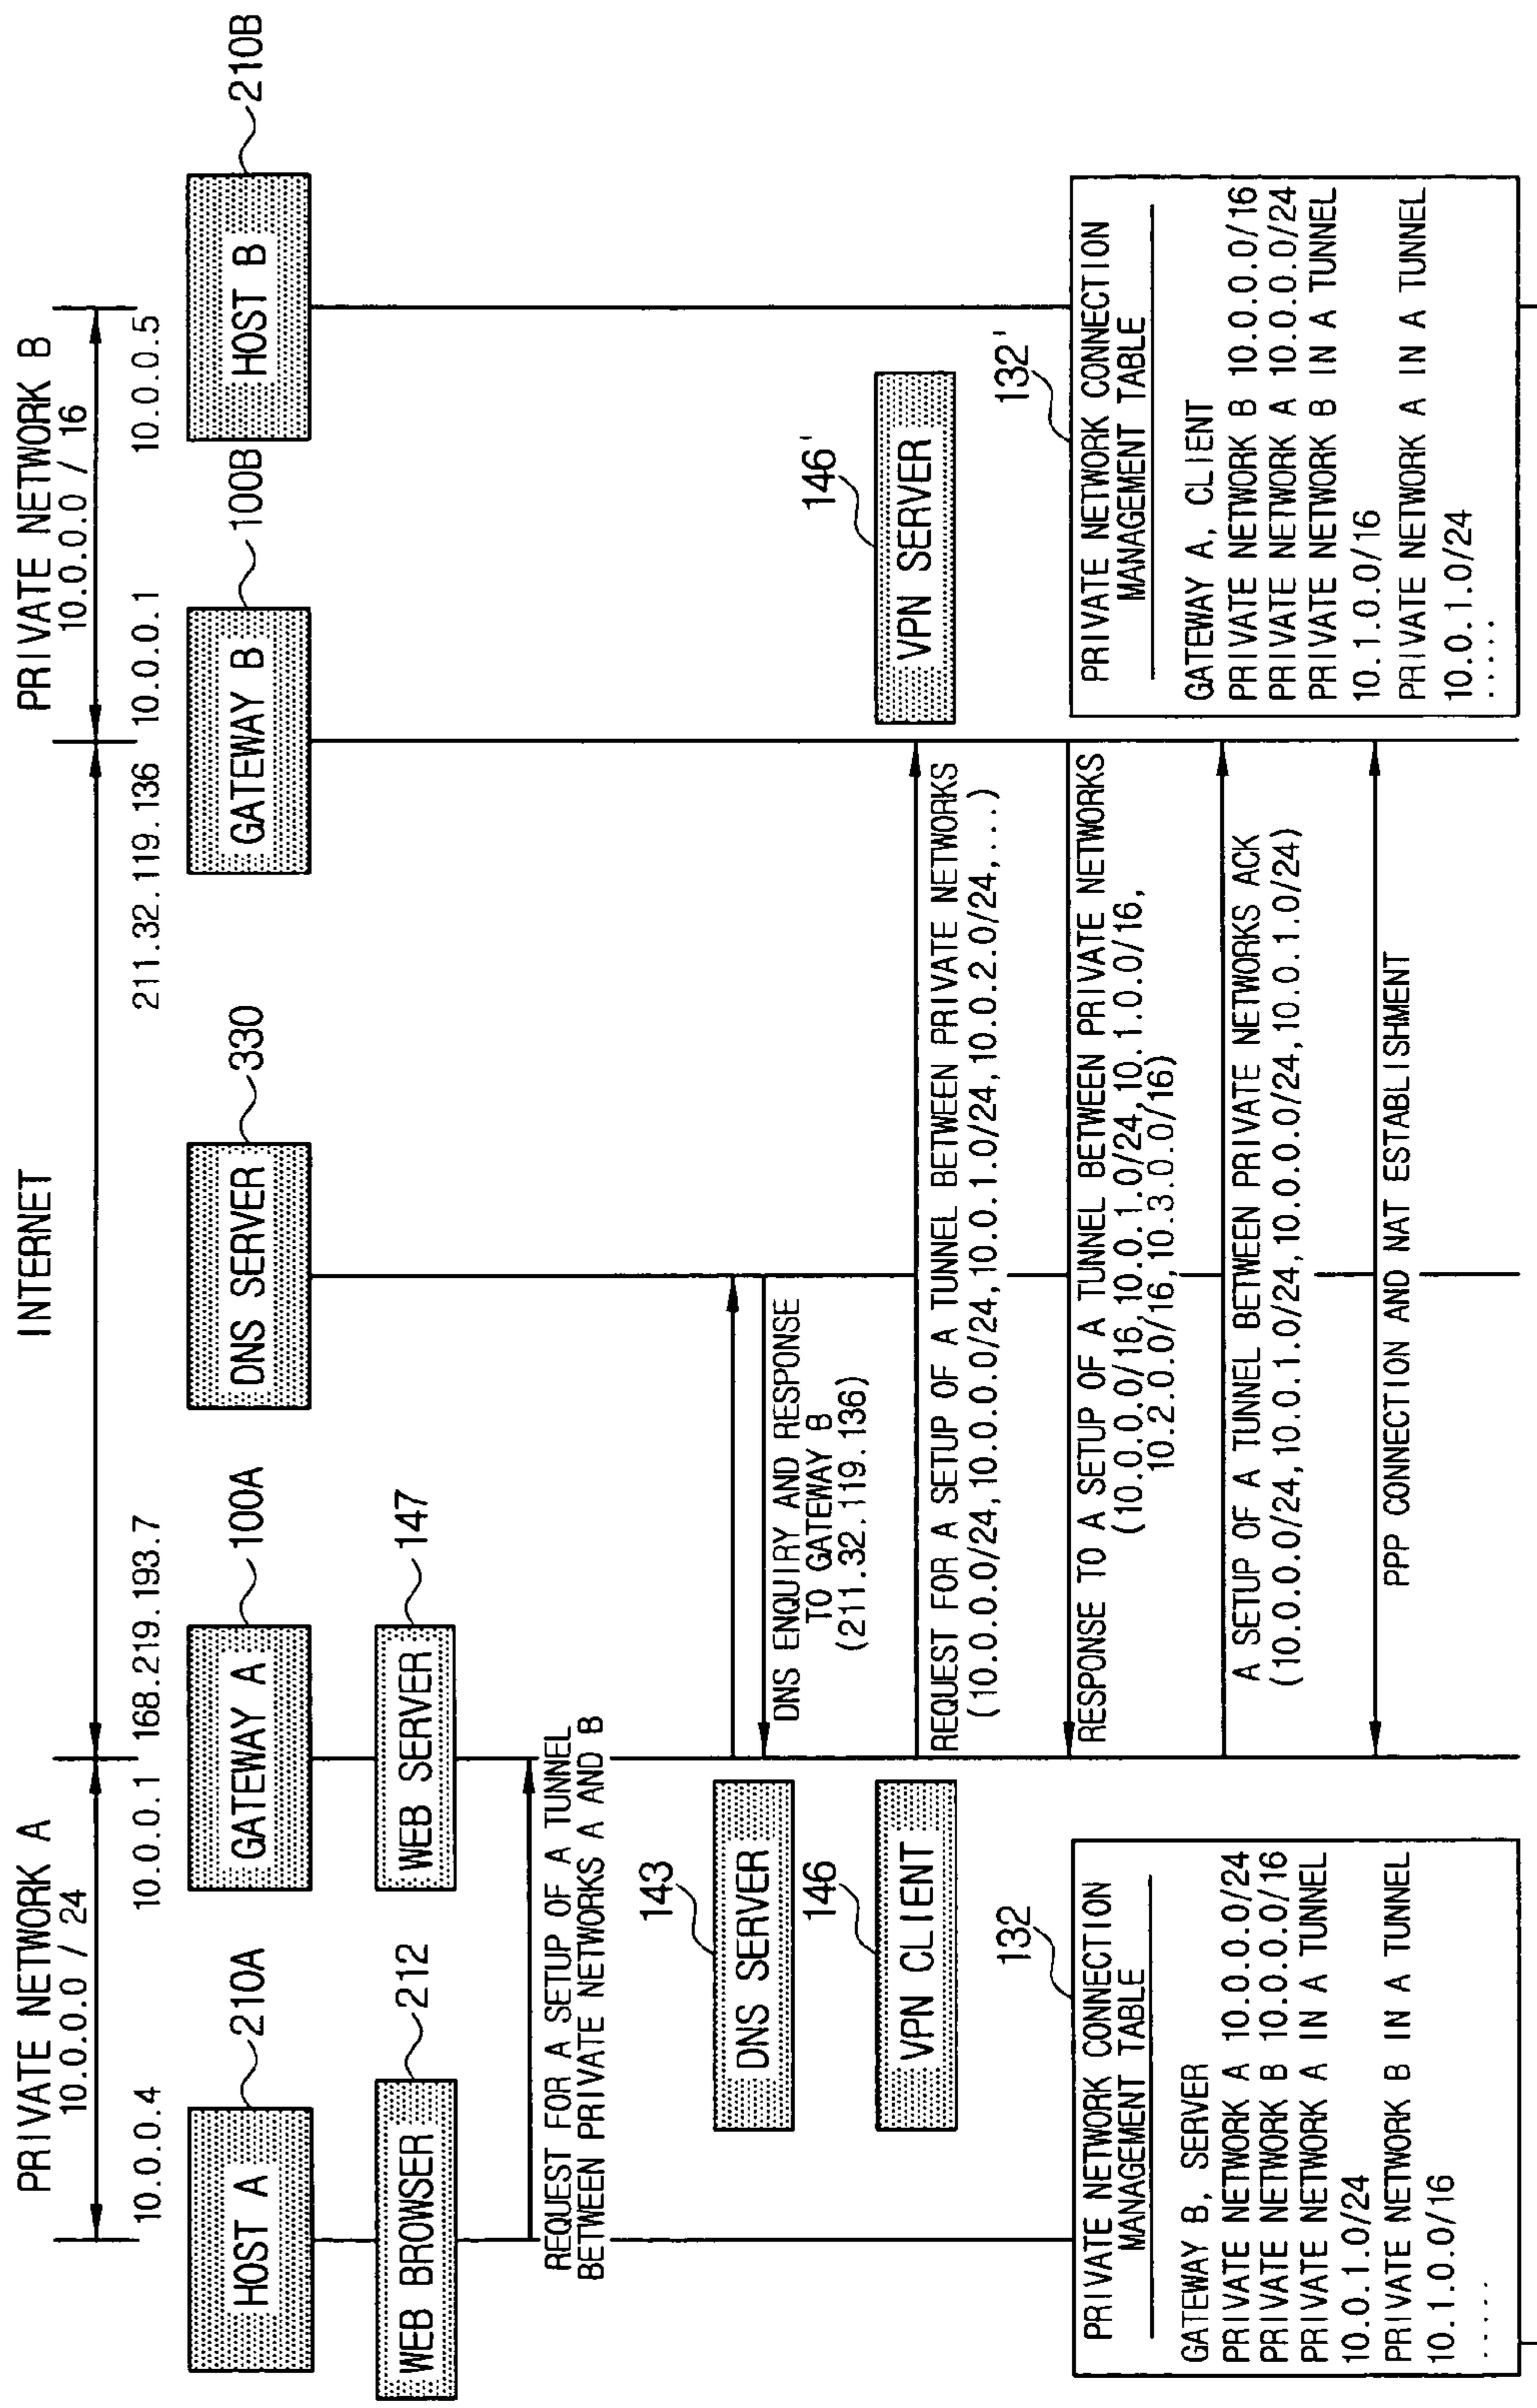 PRIVATE NETWORK A
10.0.0.0 / 24
INTERNET
PRIVATE NETWORK B
10.0.0.0 / 16
10.0.0.4
10.0.0.1
168.219.193.7
211.32.119.136
10.0.0.1
10.0.0.5
210A
100A
330
100B
210B
HOST A
GATEWAY A
DNS SERVER
GATEWAY B
HOST B
212
147
WEB BROWSER
WEB SERVER
REQUEST FOR A SETUP OF A TUNNEL
BETWEEN PRIVATE NETWORKS A AND B
143
DNS SERVER
DNS ENQUIRY AND RESPONSE
TO GATEWAY B
(211.32.119.136)
146
VPN CLIENT
146'
VPN SERVER
REQUEST FOR A SETUP OF A TUNNEL BETWEEN PRIVATE NETWORKS
(10.0.0.0/24,10.0.0.0/24,10.0.1.0/24,10.0.2.0/24,...)
RESPONSE TO A SETUP OF A TUNNEL BETWEEN PRIVATE NETWORKS
(10.0.0.0/16,10.0.1.0/24,10.1.0.0/16,
10.2.0.0/16,10.3.0.0/16)
A SETUP OF A TUNNEL BETWEEN PRIVATE NETWORKS ACK
(10.0.0.0/24,10.0.1.0/24,10.0.0.0/24,10.0.1.0/24)
PPP CONNECTION AND NAT ESTABLISHMENT
132
PRIVATE NETWORK CONNECTION
MANAGEMENT TABLE
GATEWAY B, SERVER
PRIVATE NETWORK A 10.0.0.0/24
PRIVATE NETWORK B 10.0.0.0/16
PRIVATE NETWORK A IN A TUNNEL
10.0.1.0/24
PRIVATE NETWORK B IN A TUNNEL
10.1.0.0/16
.....
132'
PRIVATE NETWORK CONNECTION
MANAGEMENT TABLE
GATEWAY A, CLIENT
PRIVATE NETWORK B 10.0.0.0/16
PRIVATE NETWORK A 10.0.0.0/24
PRIVATE NETWORK B IN A TUNNEL
10.1.0.0/16
PRIVATE NETWORK A IN A TUNNEL
10.0.1.0/24
.....